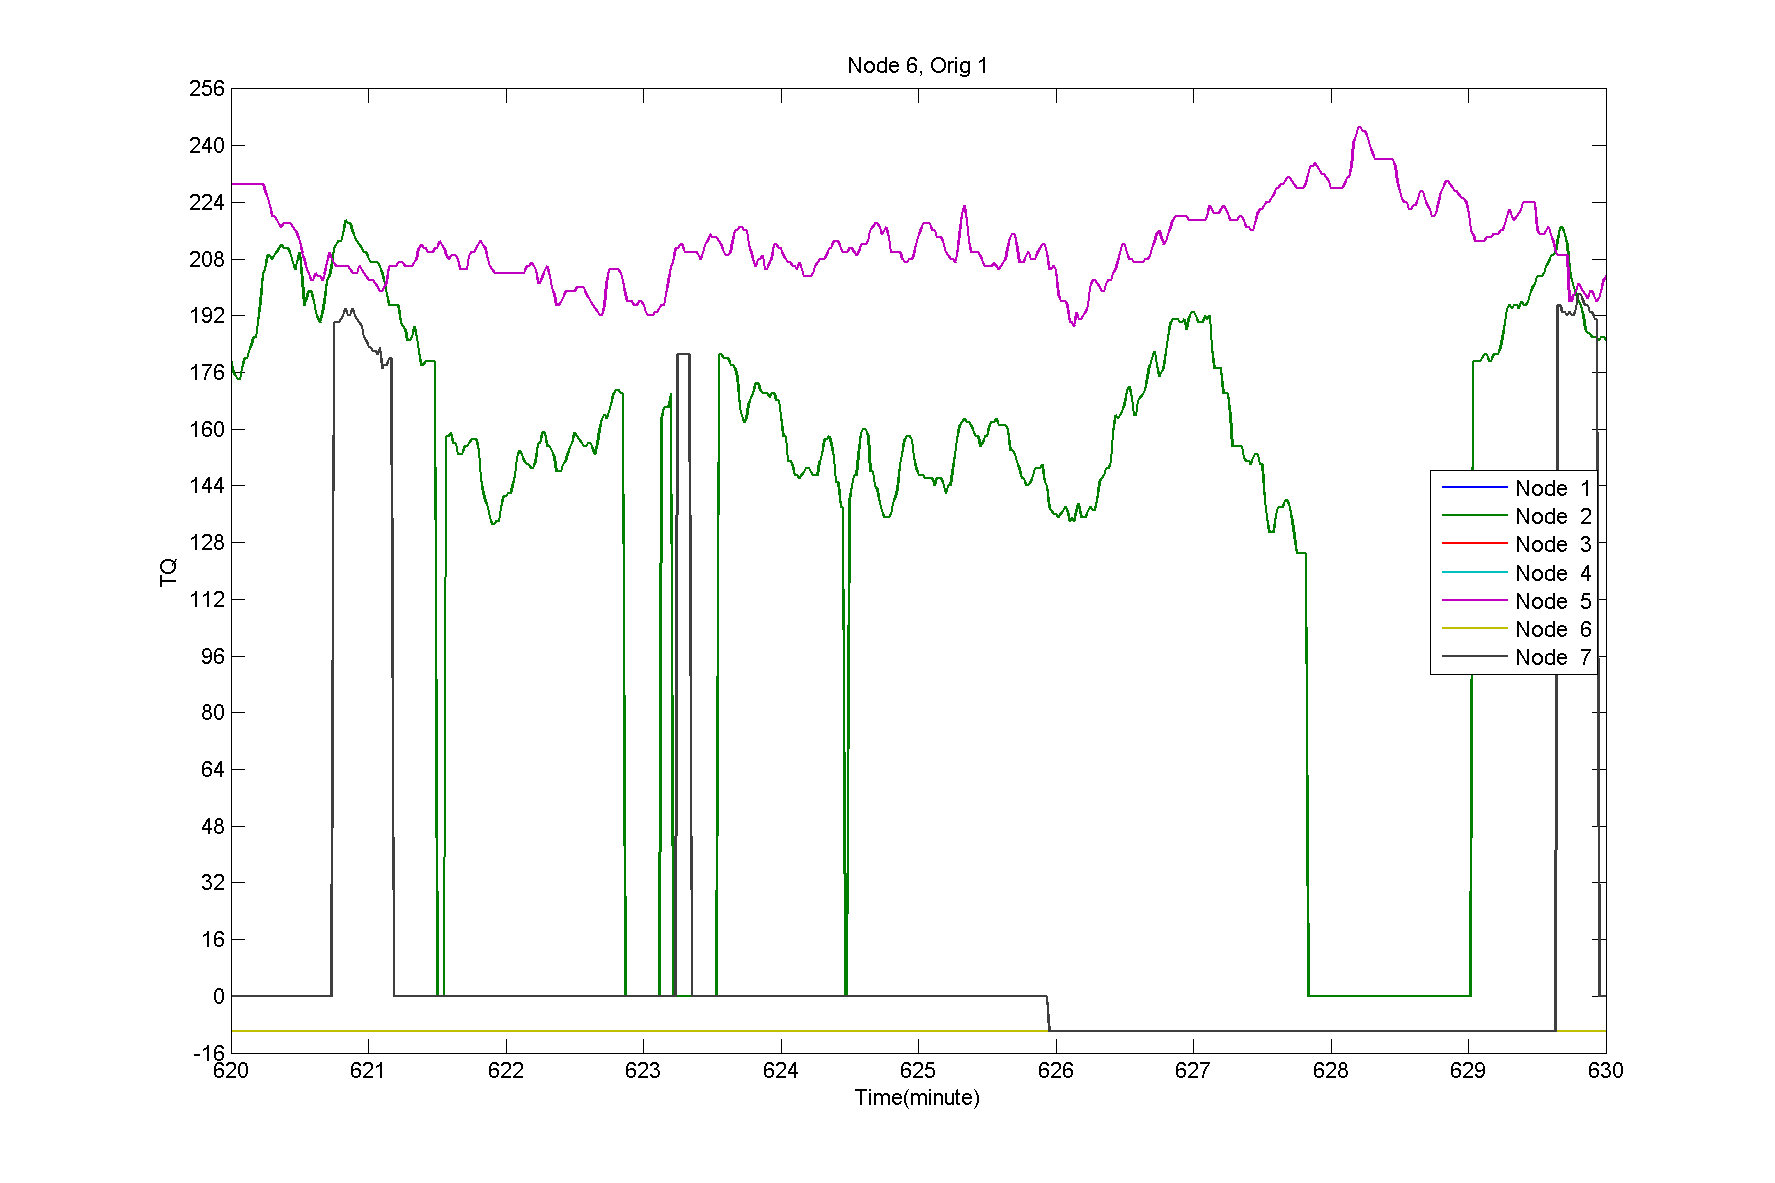 Node 6, Orig 1
256
240
224
208
192
176
160
144
128
112
96
80
64
48
32
16
0
-16
TQ
Node 1
Node 2
Node 3
Node 4
Node 5
Node 6
Node 7
620 621 622 623 624 625 626 627 628 629 630
Time(minute)